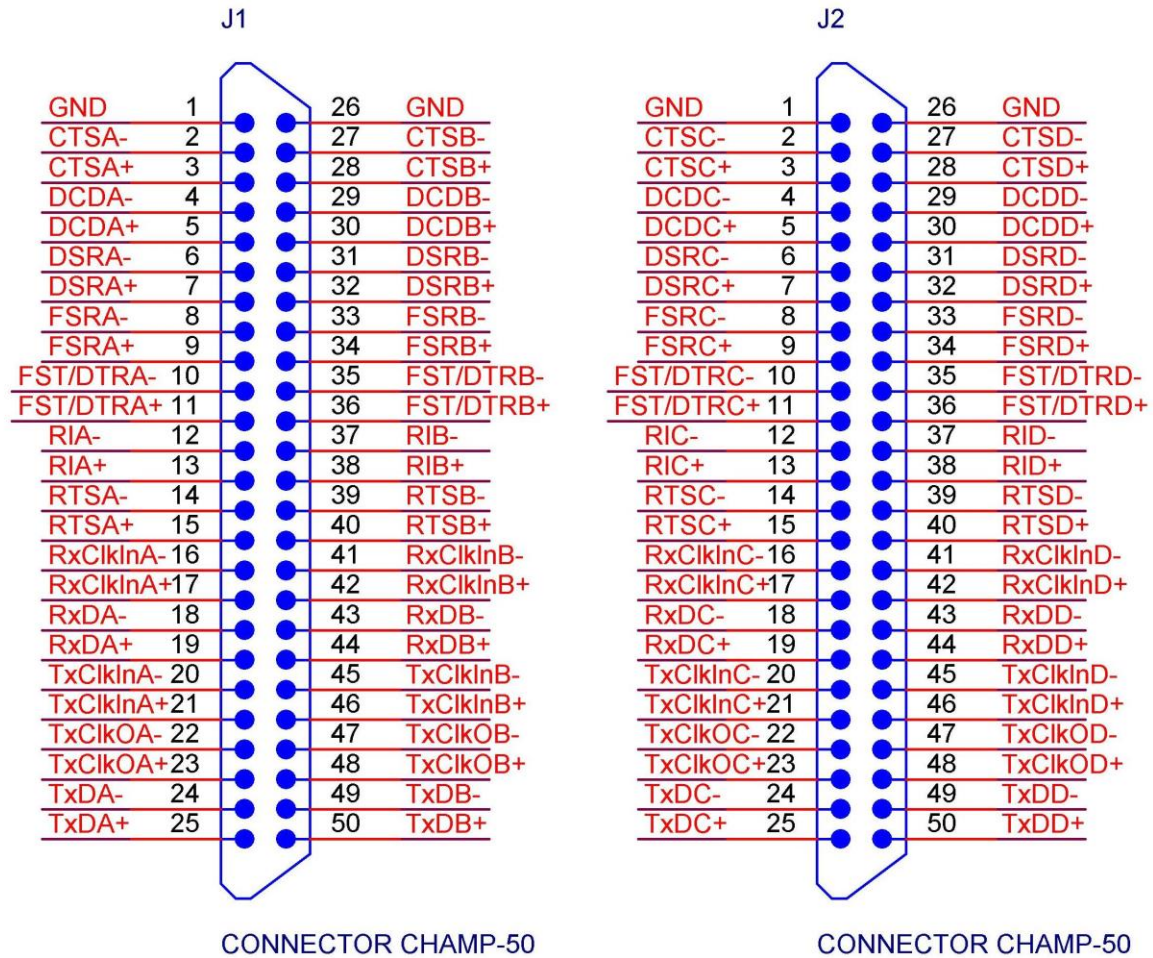 J1 J2
GND 1 26 GND GND 1 26 GND
CTSA- 2 27 CTSB- CTSC- 2 27 CTSD-
CTSA+ 3 28 CTSB+ CTSC+ 3 28 CTSD+
DCDA- 4 29 DCDB- DCDC- 4 29 DCDD-
DCDA+ 5 30 DCDB+ DCDC+ 5 30 DCDD+
DSRA- 6 31 DSRB- DSRC- 6 31 DSRD-
DSRA+ 7 32 DSRB+ DSRC+ 7 32 DSRD+
FSRA- 8 33 FSRB- FSRC- 8 33 FSRD-
FSRA+ 9 34 FSRB+ FSRC+ 9 34 FSRD+
FST/DTRA- 10 35 FST/DTRB- FST/DTRC- 10 35 FST/DTRD-
FST/DTRA+ 11 36 FST/DTRB+ FST/DTRC+ 11 36 FST/DTRD+
RIA- 12 37 RIB- RIC- 12 37 RID-
RIA+ 13 38 RIB+ RIC+ 13 38 RID+
RTSA- 14 39 RTSB- RTSC- 14 39 RTSD-
RTSA+ 15 40 RTSB+ RTSC+ 15 40 RTSD+
RxClkInA- 16 41 RxClkInB- RxClkInC- 16 41 RxClkInD-
RxClkInA+ 17 42 RxClkInB+ RxClkInC+ 17 42 RxClkInD+
RxDA- 18 43 RxDB- RxDC- 18 43 RxDD-
RxDA+ 19 44 RxDB+ RxDC+ 19 44 RxDD+
TxClkInA- 20 45 TxClkInB- TxClkInC- 20 45 TxClkInD-
TxClkInA+ 21 46 TxClkInB+ TxClkInC+ 21 46 TxClkInD+
TxClkOA- 22 47 TxClkOB- TxClkOC- 22 47 TxClkOD-
TxClkOA+ 23 48 TxClkOB+ TxClkOC+ 23 48 TxClkOD+
TxDA- 24 49 TxDB- TxDC- 24 49 TxDD-
TxDA+ 25 50 TxDB+ TxDC+ 25 50 TxDD+
CONNECTOR CHAMP-50 CONNECTOR CHAMP-50